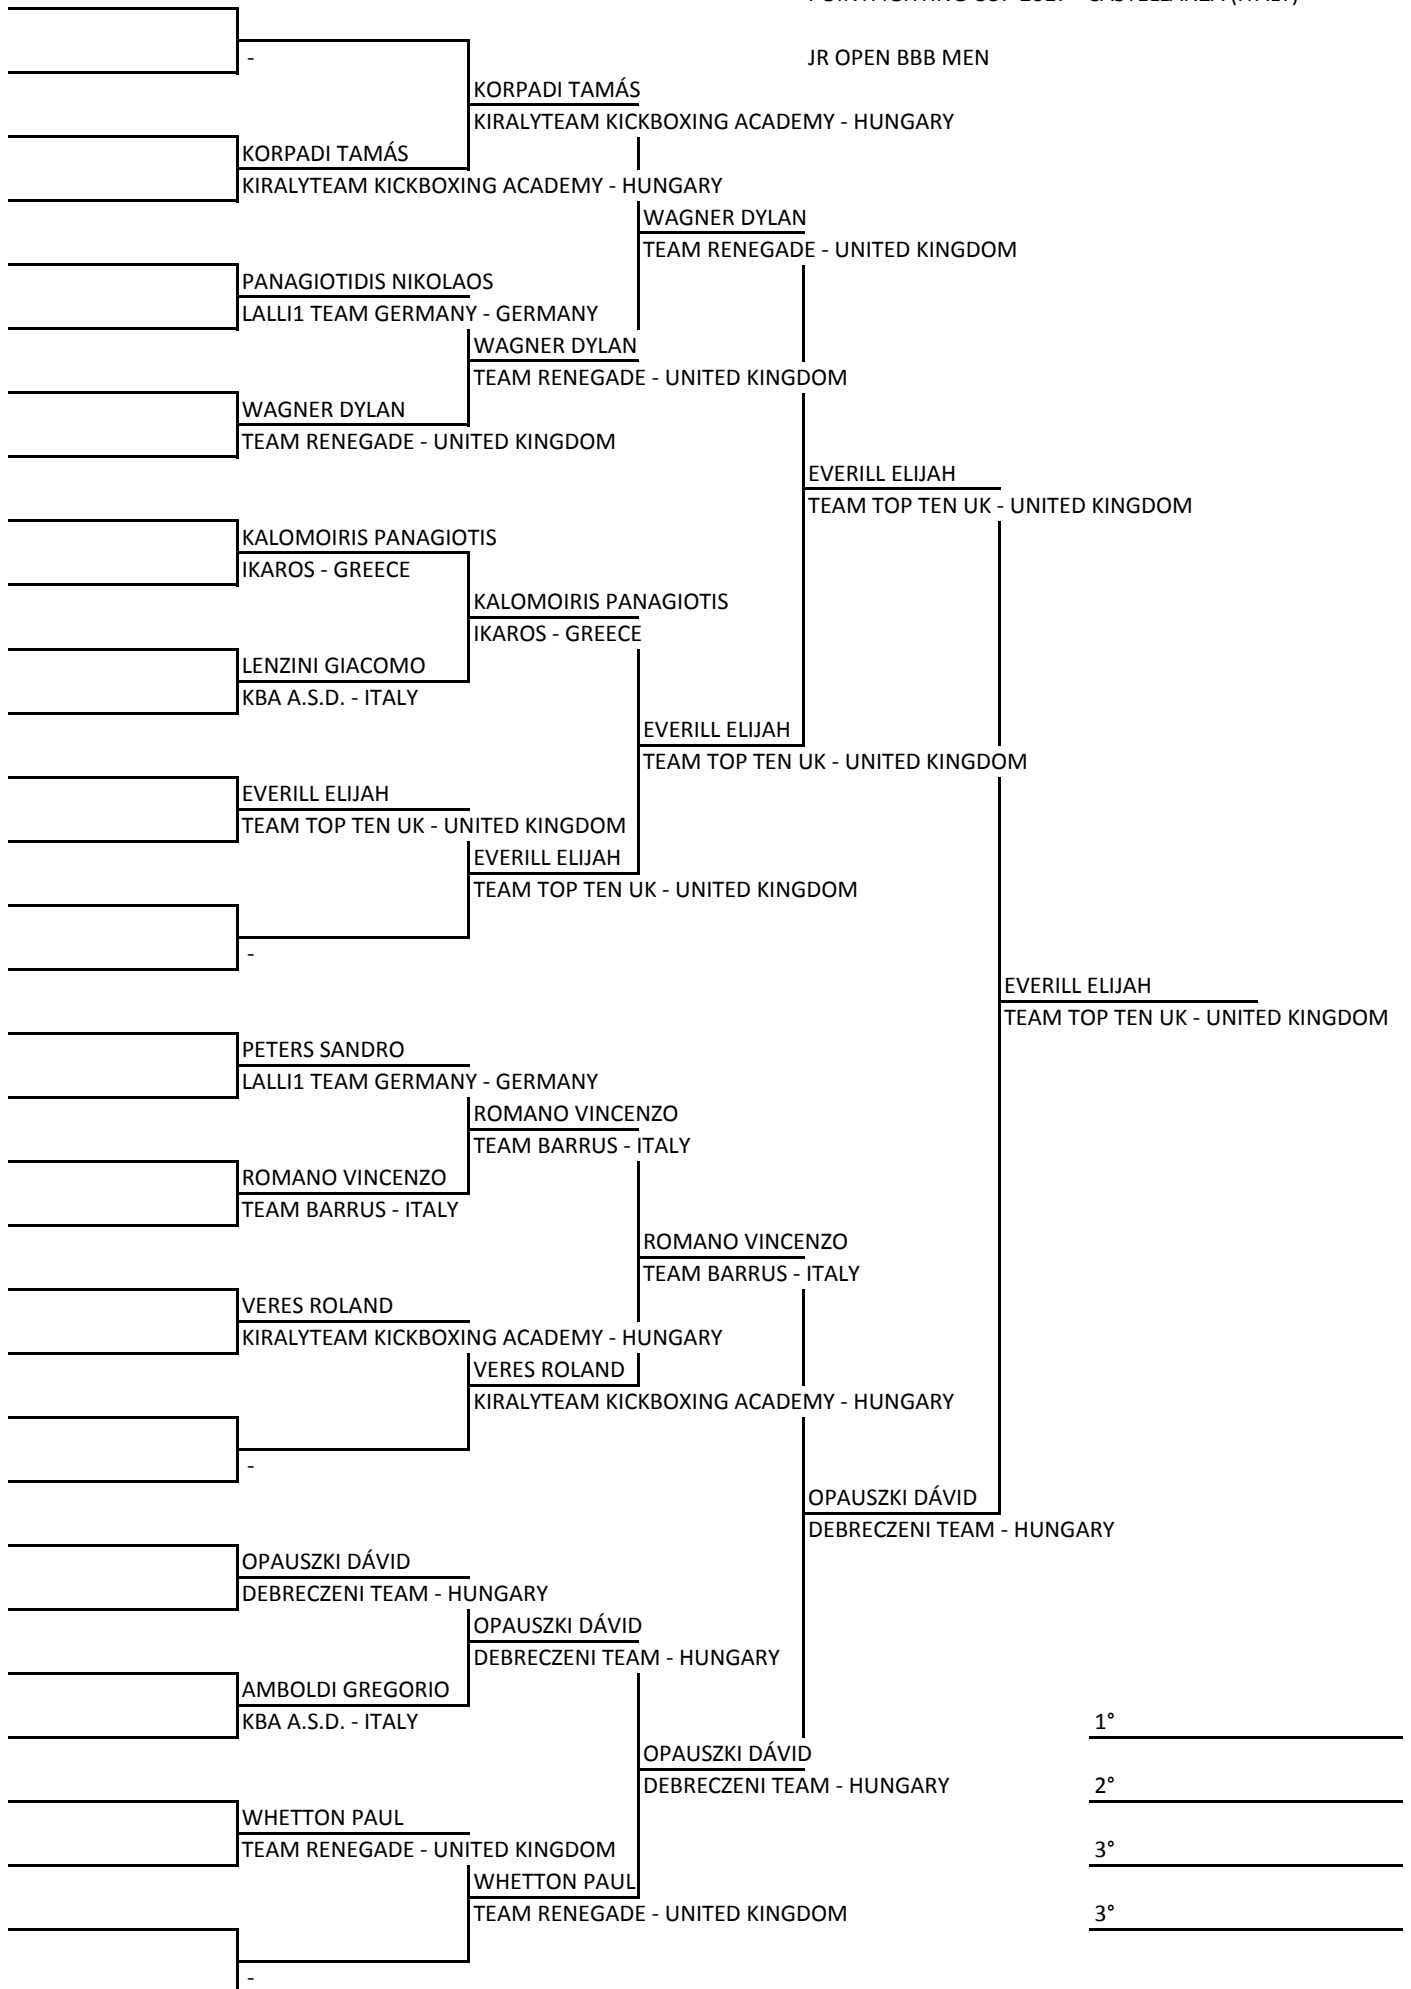 JR OPEN BBB MEN
-
KORPADI TAMÁS
KIRALYTEAM KICKBOXING ACADEMY - HUNGARY
KORPADI TAMÁS
KIRALYTEAM KICKBOXING ACADEMY - HUNGARY
WAGNER DYLAN
TEAM RENEGADE - UNITED KINGDOM
PANAGIOTIDIS NIKOLAOS
LALLI1 TEAM GERMANY - GERMANY
WAGNER DYLAN
TEAM RENEGADE - UNITED KINGDOM
WAGNER DYLAN
TEAM RENEGADE - UNITED KINGDOM
EVERILL ELIJAH
TEAM TOP TEN UK - UNITED KINGDOM
KALOMOIRIS PANAGIOTIS
IKAROS - GREECE
KALOMOIRIS PANAGIOTIS
IKAROS - GREECE
LENZINI GIACOMO
KBA A.S.D. - ITALY
EVERILL ELIJAH
TEAM TOP TEN UK - UNITED KINGDOM
EVERILL ELIJAH
TEAM TOP TEN UK - UNITED KINGDOM
EVERILL ELIJAH
TEAM TOP TEN UK - UNITED KINGDOM
-
EVERILL ELIJAH
TEAM TOP TEN UK - UNITED KINGDOM
PETERS SANDRO
LALLI1 TEAM GERMANY - GERMANY
ROMANO VINCENZO
TEAM BARRUS - ITALY
ROMANO VINCENZO
TEAM BARRUS - ITALY
ROMANO VINCENZO
TEAM BARRUS - ITALY
VERES ROLAND
KIRALYTEAM KICKBOXING ACADEMY - HUNGARY
VERES ROLAND
KIRALYTEAM KICKBOXING ACADEMY - HUNGARY
-
OPAUSZKI DÁVID
DEBRECZENI TEAM - HUNGARY
OPAUSZKI DÁVID
DEBRECZENI TEAM - HUNGARY
OPAUSZKI DÁVID
DEBRECZENI TEAM - HUNGARY
AMBOLDI GREGORIO
KBA A.S.D. - ITALY
1°
OPAUSZKI DÁVID
DEBRECZENI TEAM - HUNGARY
2°
WHETTON PAUL
TEAM RENEGADE - UNITED KINGDOM
3°
WHETTON PAUL
TEAM RENEGADE - UNITED KINGDOM
3°
-